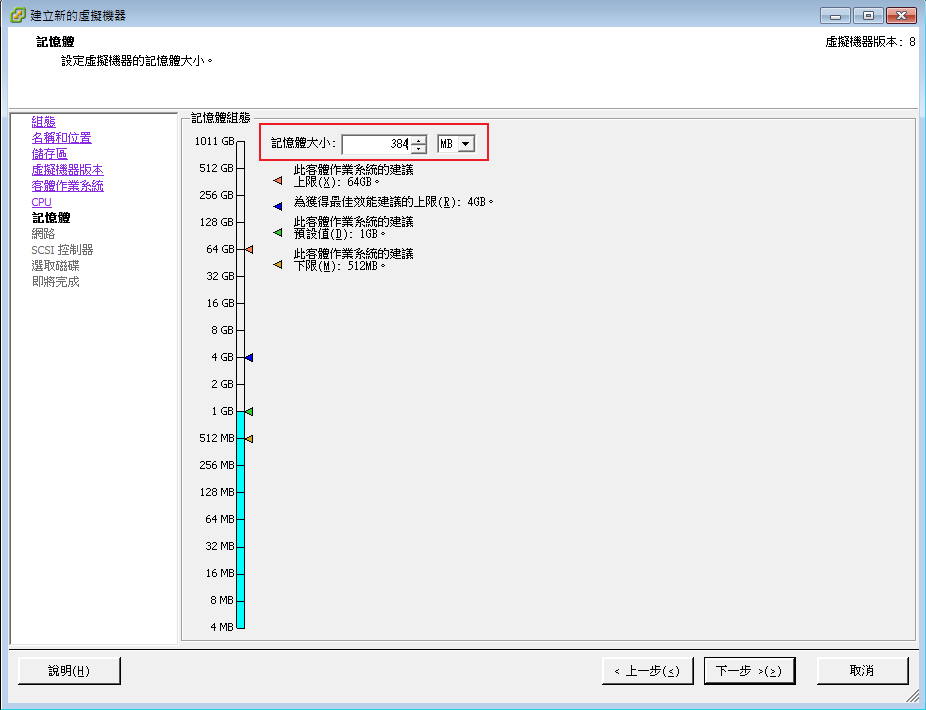 建立新的虛擬機器
記憶體
虛擬機器版本: 8
設定虛擬機器的記憶體大小。
組態
名稱和位置
儲存區
虛擬機器版本
客體作業系統
CPU
記憶體
網路
SCSI 控制器
選取磁碟
即將完成
記憶體組態
記憶體大小: 384 MB
1011 GB
512 GB
256 GB
128 GB
64 GB
32 GB
16 GB
8 GB
4 GB
2 GB
1 GB
512 MB
256 MB
128 MB
64 MB
32 MB
16 MB
8 MB
4 MB
此客體作業系統的建議
上限(X): 64GB。
為獲得最佳效能建議的上限(R): 4GB。
此客體作業系統的建議
預設值(D): 1GB。
此客體作業系統的建議
下限(M): 512MB。
說明(H)
< 上一步(<)
下一步 >(>)
取消